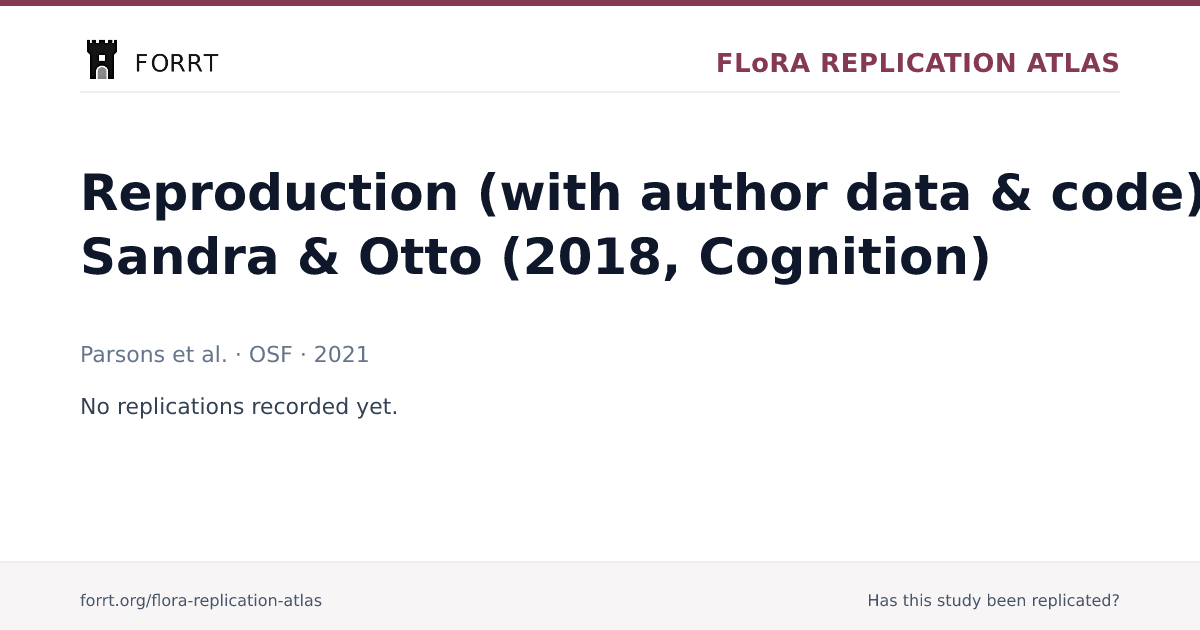 FORRT
FLoRA REPLICATION ATLAS
Reproduction (with author data & code)
Sandra & Otto (2018, Cognition)
Parsons et al. · OSF · 2021
No replications recorded yet.
forrt.org/flora-replication-atlas
Has this study been replicated?